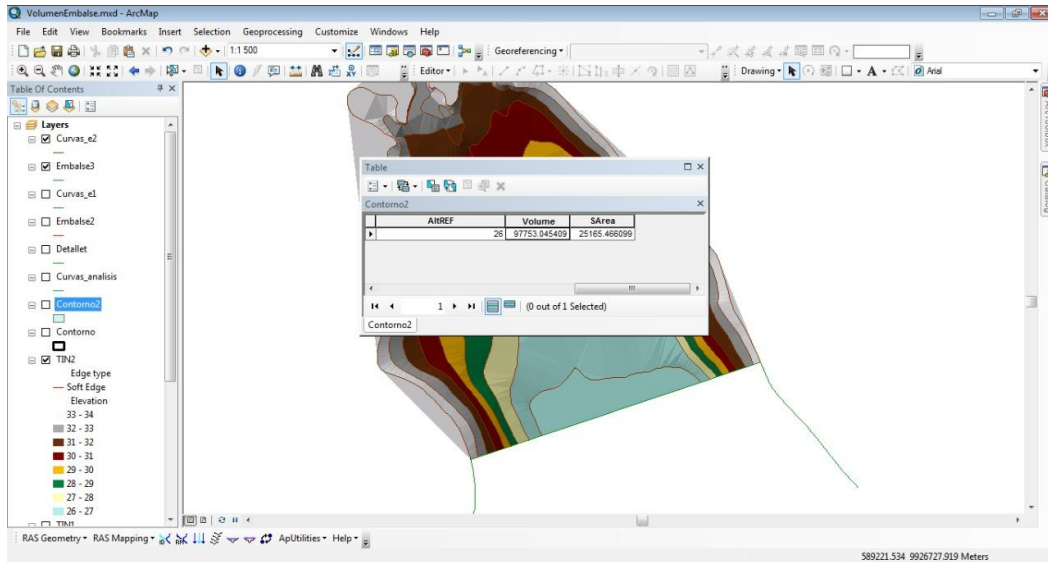 VolumenEmbalse.mxd - ArcMap
File Edit View Bookmarks Insert Selection Geoprocessing Customize Windows Help
1:1 500
Georeferencing
Editor
Drawing
A
Arial
Table Of Contents
Layers
Curvas_e2
Embalse3
Curvas_e1
Embalse2
Detallet
Curvas_analisis
Contorno2
Contorno
TIN2
Edge type
Soft Edge
Elevation
33 - 34
32 - 33
31 - 32
30 - 31
29 - 30
28 - 29
27 - 28
26 - 27
TIN1
Table
Contorno2
AltREF Volume SArea
26 97753.045409 25165.466099
1 (0 out of 1 Selected)
Contorno2
RAS Geometry RAS Mapping ApUtilities Help
589221.534 9926727.919 Meters